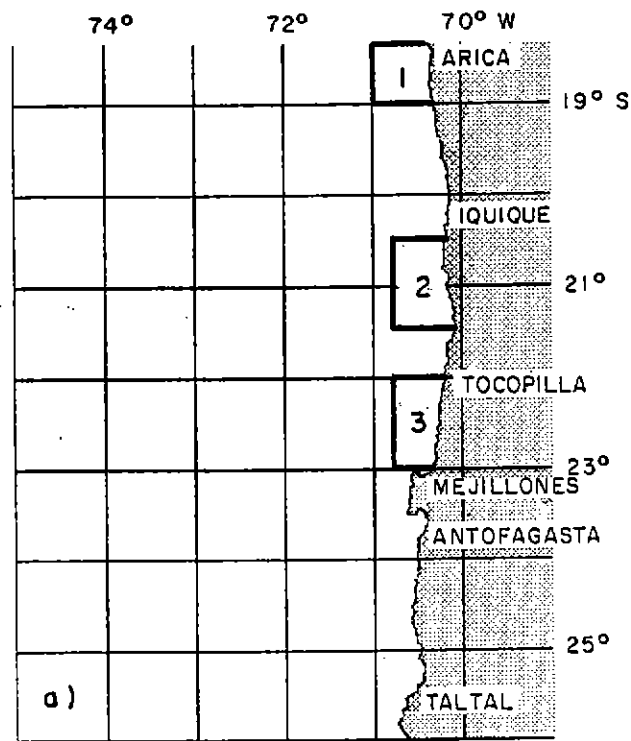 74° 72° 70° W
ARICA
1
19° S
IQUIQUE
2
21°
TOCOPILLA
3
23°
MEJILLONES
ANTOFAGASTA
25°
a)
TALTAL